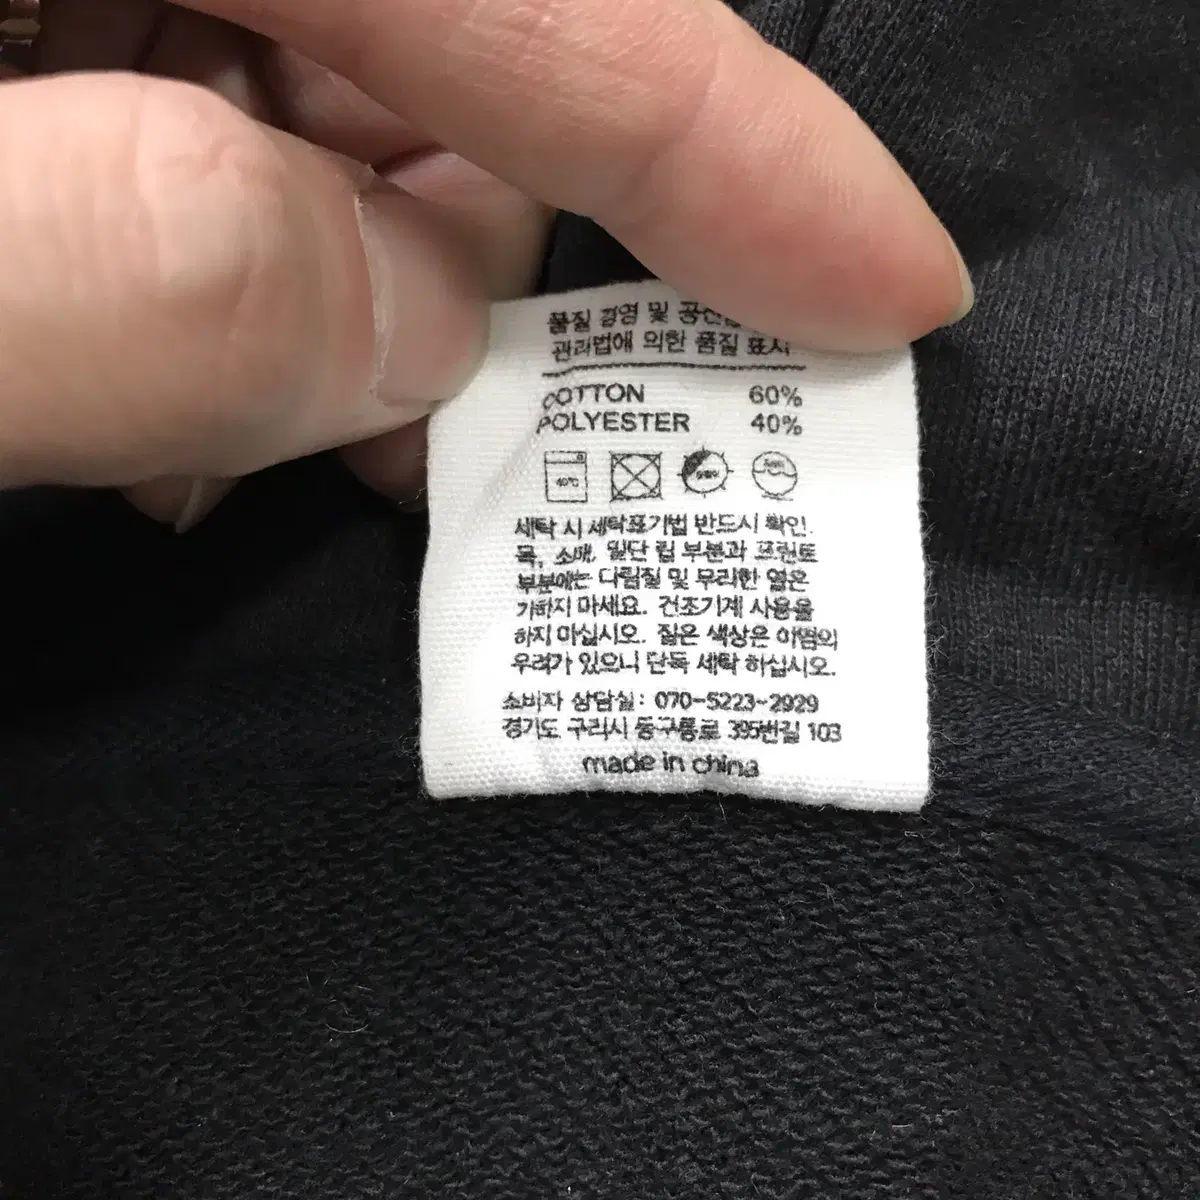 품질 경영 및 공산
관리법에 의한 품질 표시
COTTON 60%
POLYESTER 40%
40℃
세탁 시 세탁표기법 반드시 확인.
목, 소매, 밑단 립 부분과 프린트
부분에는 다림질 및 무리한 열은
가하지 마세요. 건조기계 사용을
하지 마십시오. 짙은 색상은 이염의
우려가 있으니 단독 세탁 하십시오.
소비자 상담실: 070-5223-2929
경기도 구리시 동구릉로 395번길 103
made in china